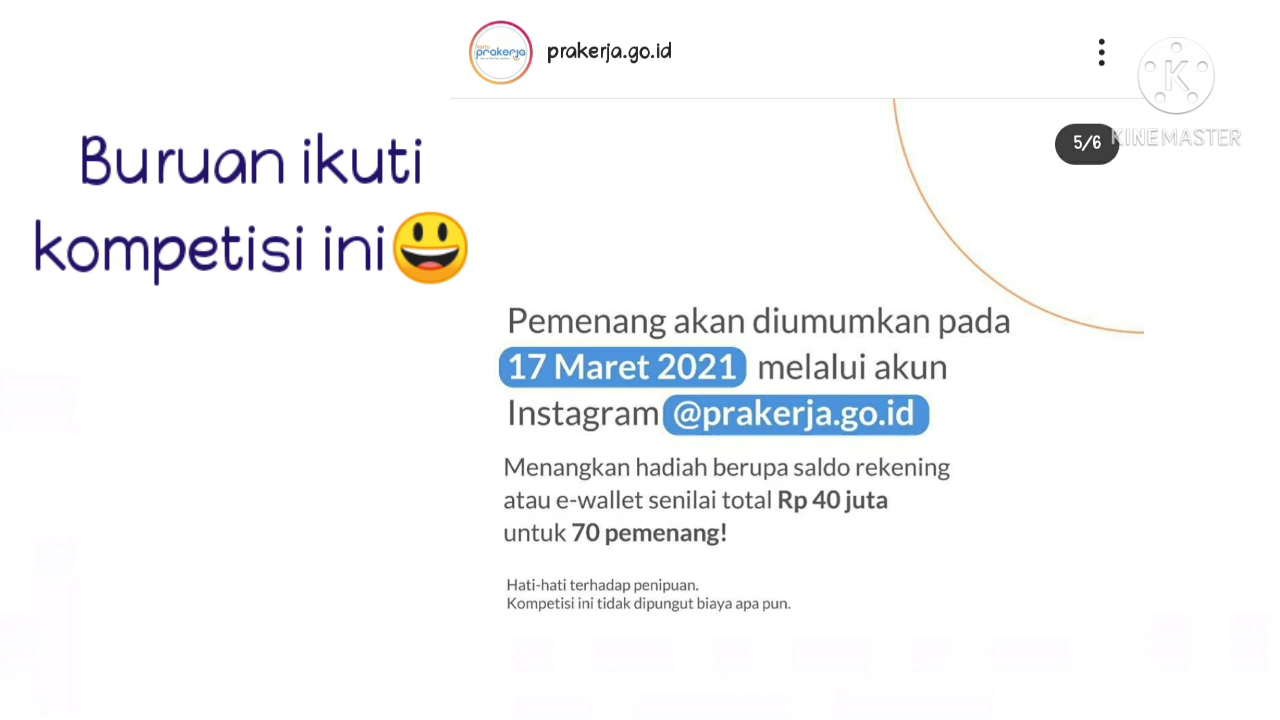 prakerja.go.id
prakerja
5/6
KINEMASTER
Buruan ikuti
kompetisi ini😃
Pemenang akan diumumkan pada
17 Maret 2021 melalui akun
Instagram @prakerja.go.id
Menangkan hadiah berupa saldo rekening
atau e-wallet senilai total Rp 40 juta
untuk 70 pemenang!
Hati-hati terhadap penipuan.
Kompetisi ini tidak dipungut biaya apa pun.